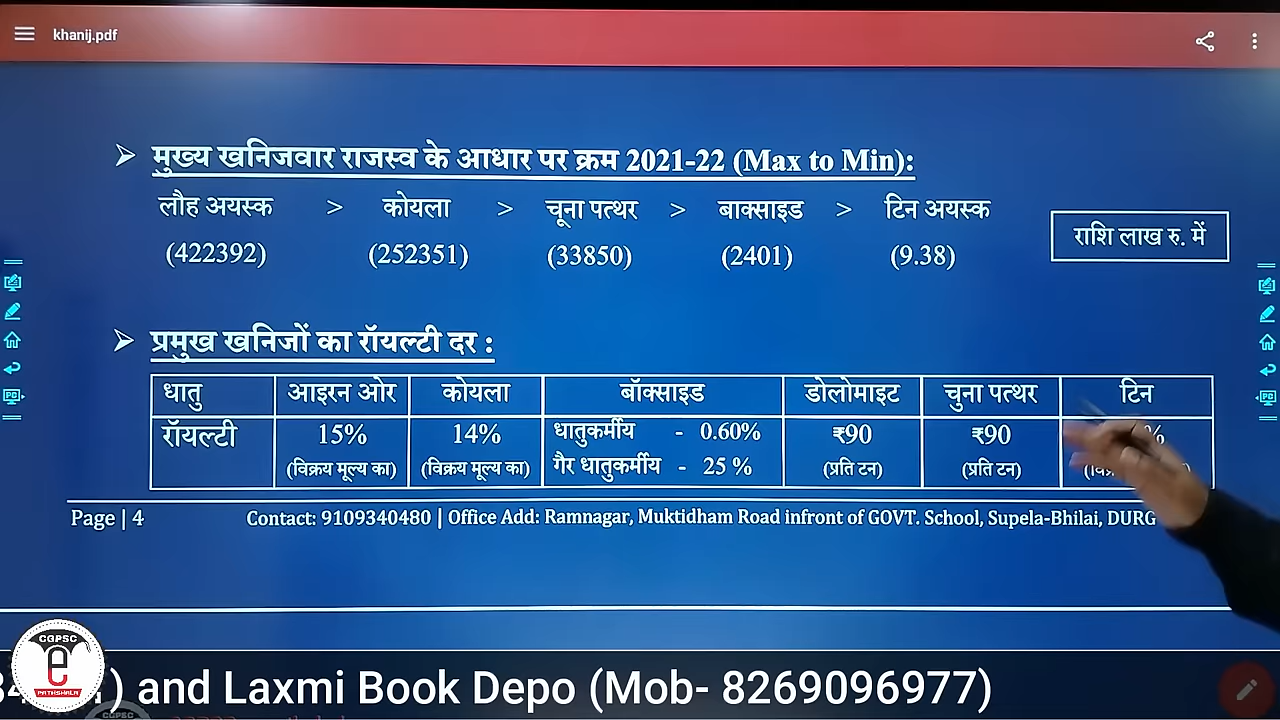 khanij.pdf
➢ मुख्य खनिजवार राजस्व के आधार पर क्रम 2021-22 (Max to Min):
लौह अयस्क > कोयला > चूना पत्थर > बाक्साइड > टिन अयस्क
(422392) (252351) (33850) (2401) (9.38)
राशि लाख रु. में
➢ प्रमुख खनिजों का रॉयल्टी दर :
धातु आइरन ओर कोयला बॉक्साइड डोलोमाइट चुना पत्थर टिन
रॉयल्टी 15% 14% धातुकर्मीय - 0.60% ₹90 ₹90
(विक्रय मूल्य का) (विक्रय मूल्य का) गैर धातुकर्मीय - 25 % (प्रति टन) (प्रति टन)
Page | 4 Contact: 9109340480 | Office Add: Ramnagar, Muktidham Road infront of GOVT. School, Supela-Bhilai, DURG
) and Laxmi Book Depo (Mob- 8269096977)
CGPSC
e
PATHSHALA
CGPSC